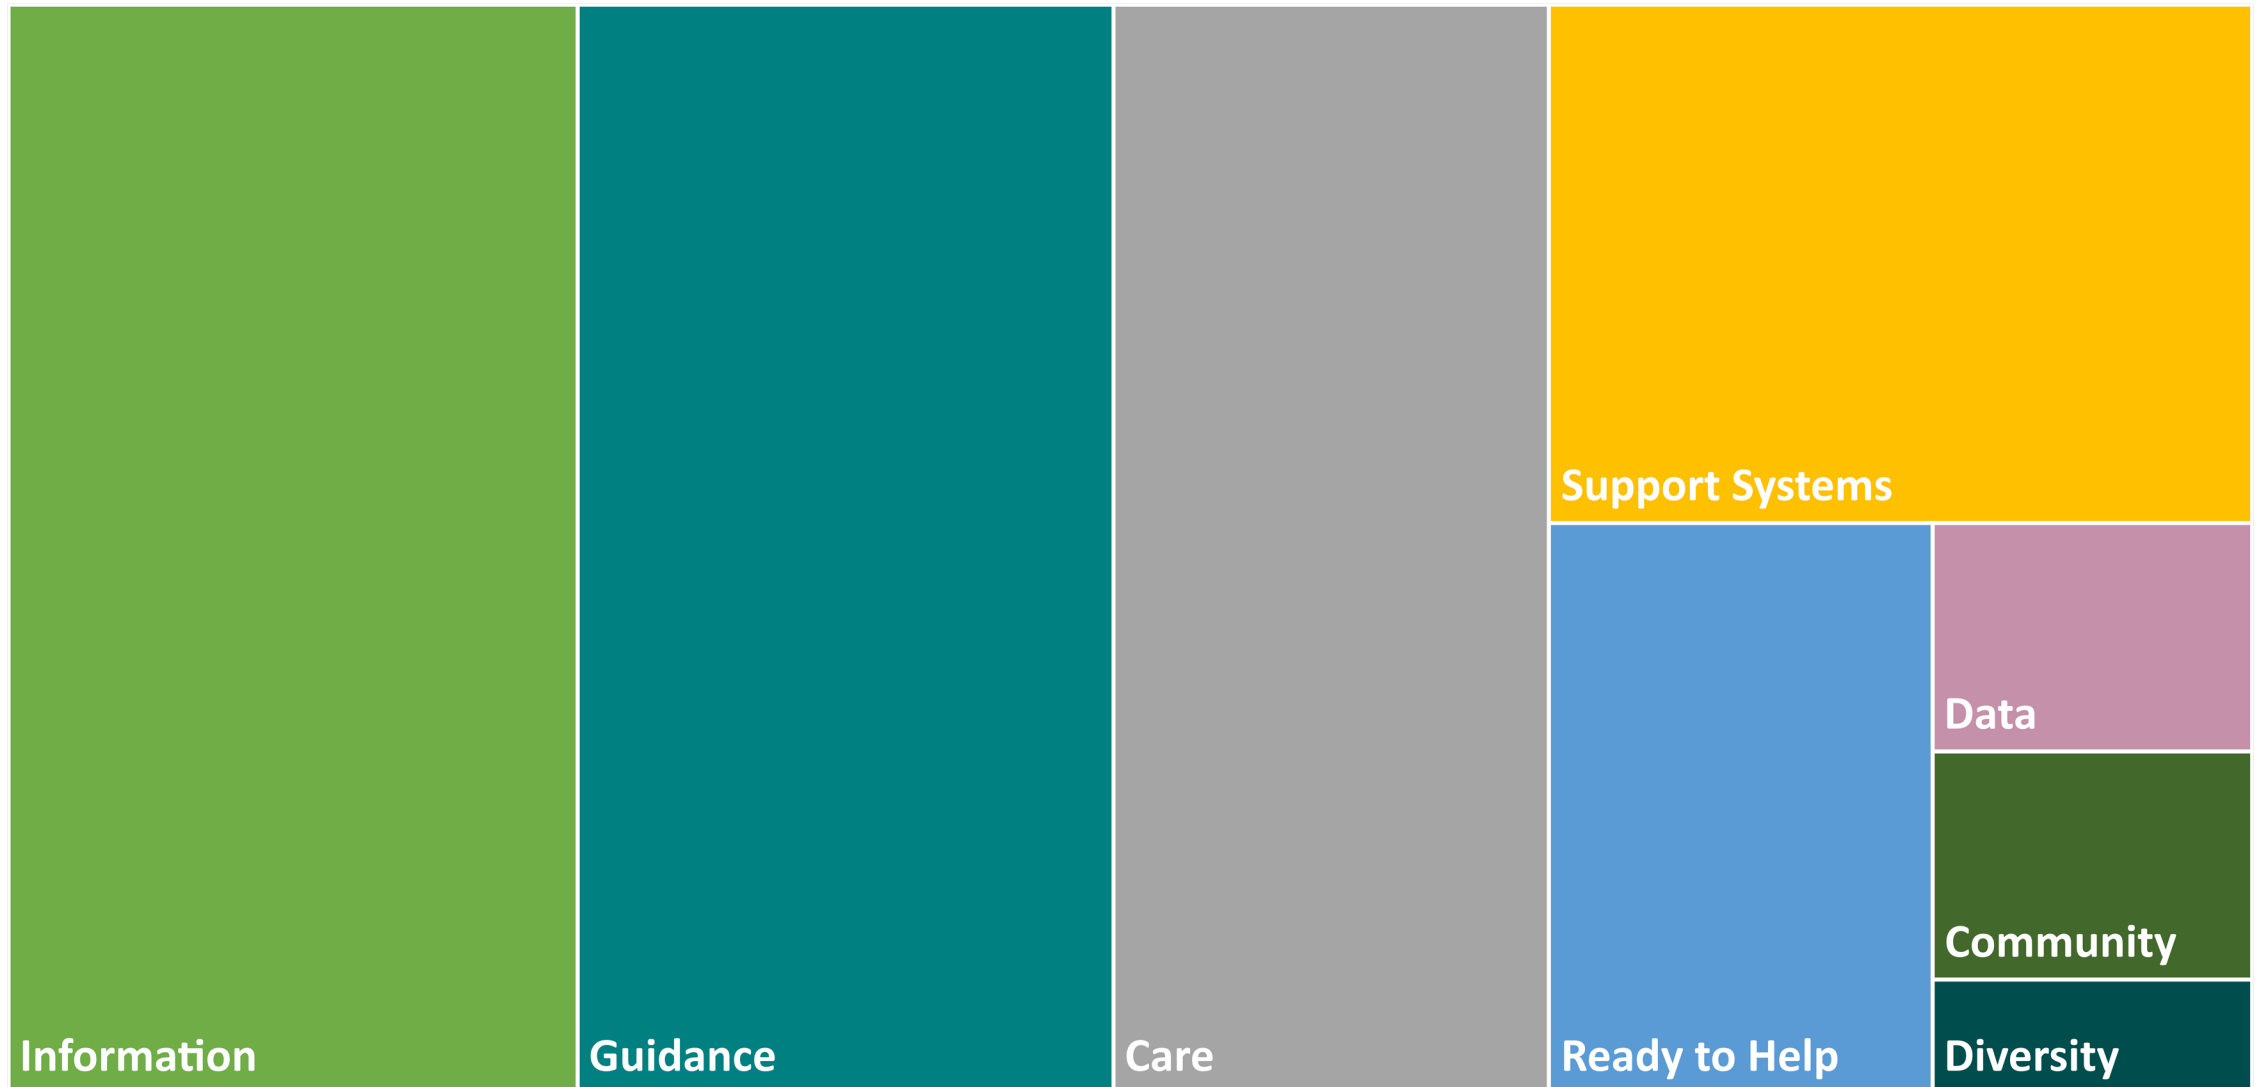 Information
Guidance
Care
Support Systems
Ready to Help
Data
Community
Diversity